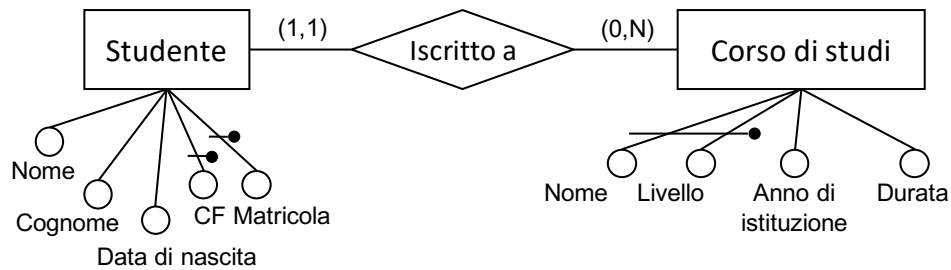 Studente
(1,1)
Iscritto a
(0,N)
Corso di studi
Nome
Cognome
Data di nascita
CF
Matricola
Nome
Livello
Anno di
istituzione
Durata